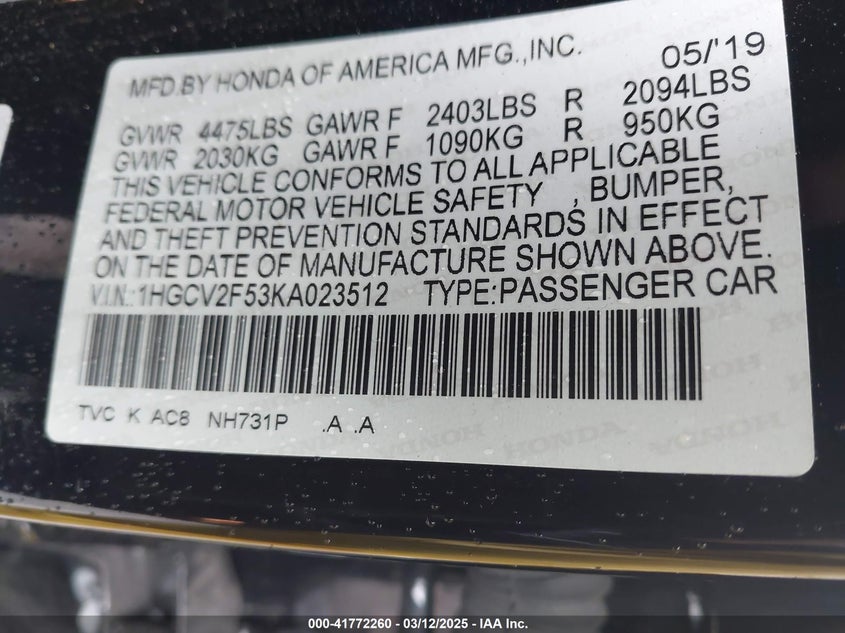 MFD.BY HONDA OF AMERICA MFG.,INC. 05/'19
GVWR 4475LBS GAWR F 2403LBS R 2094LBS
GVWR 2030KG GAWR F 1090KG R 950KG
THIS VEHICLE CONFORMS TO ALL APPLICABLE
FEDERAL MOTOR VEHICLE SAFETY , BUMPER,
AND THEFT PREVENTION STANDARDS IN EFFECT
ON THE DATE OF MANUFACTURE SHOWN ABOVE.
V.I.N.:1HGCV2F53KA023512 TYPE:PASSENGER CAR
TVC K AC8 NH731P .A .A
HONDA HONDA HONDA
000-41772260 - 03/12/2025 - IAA Inc.